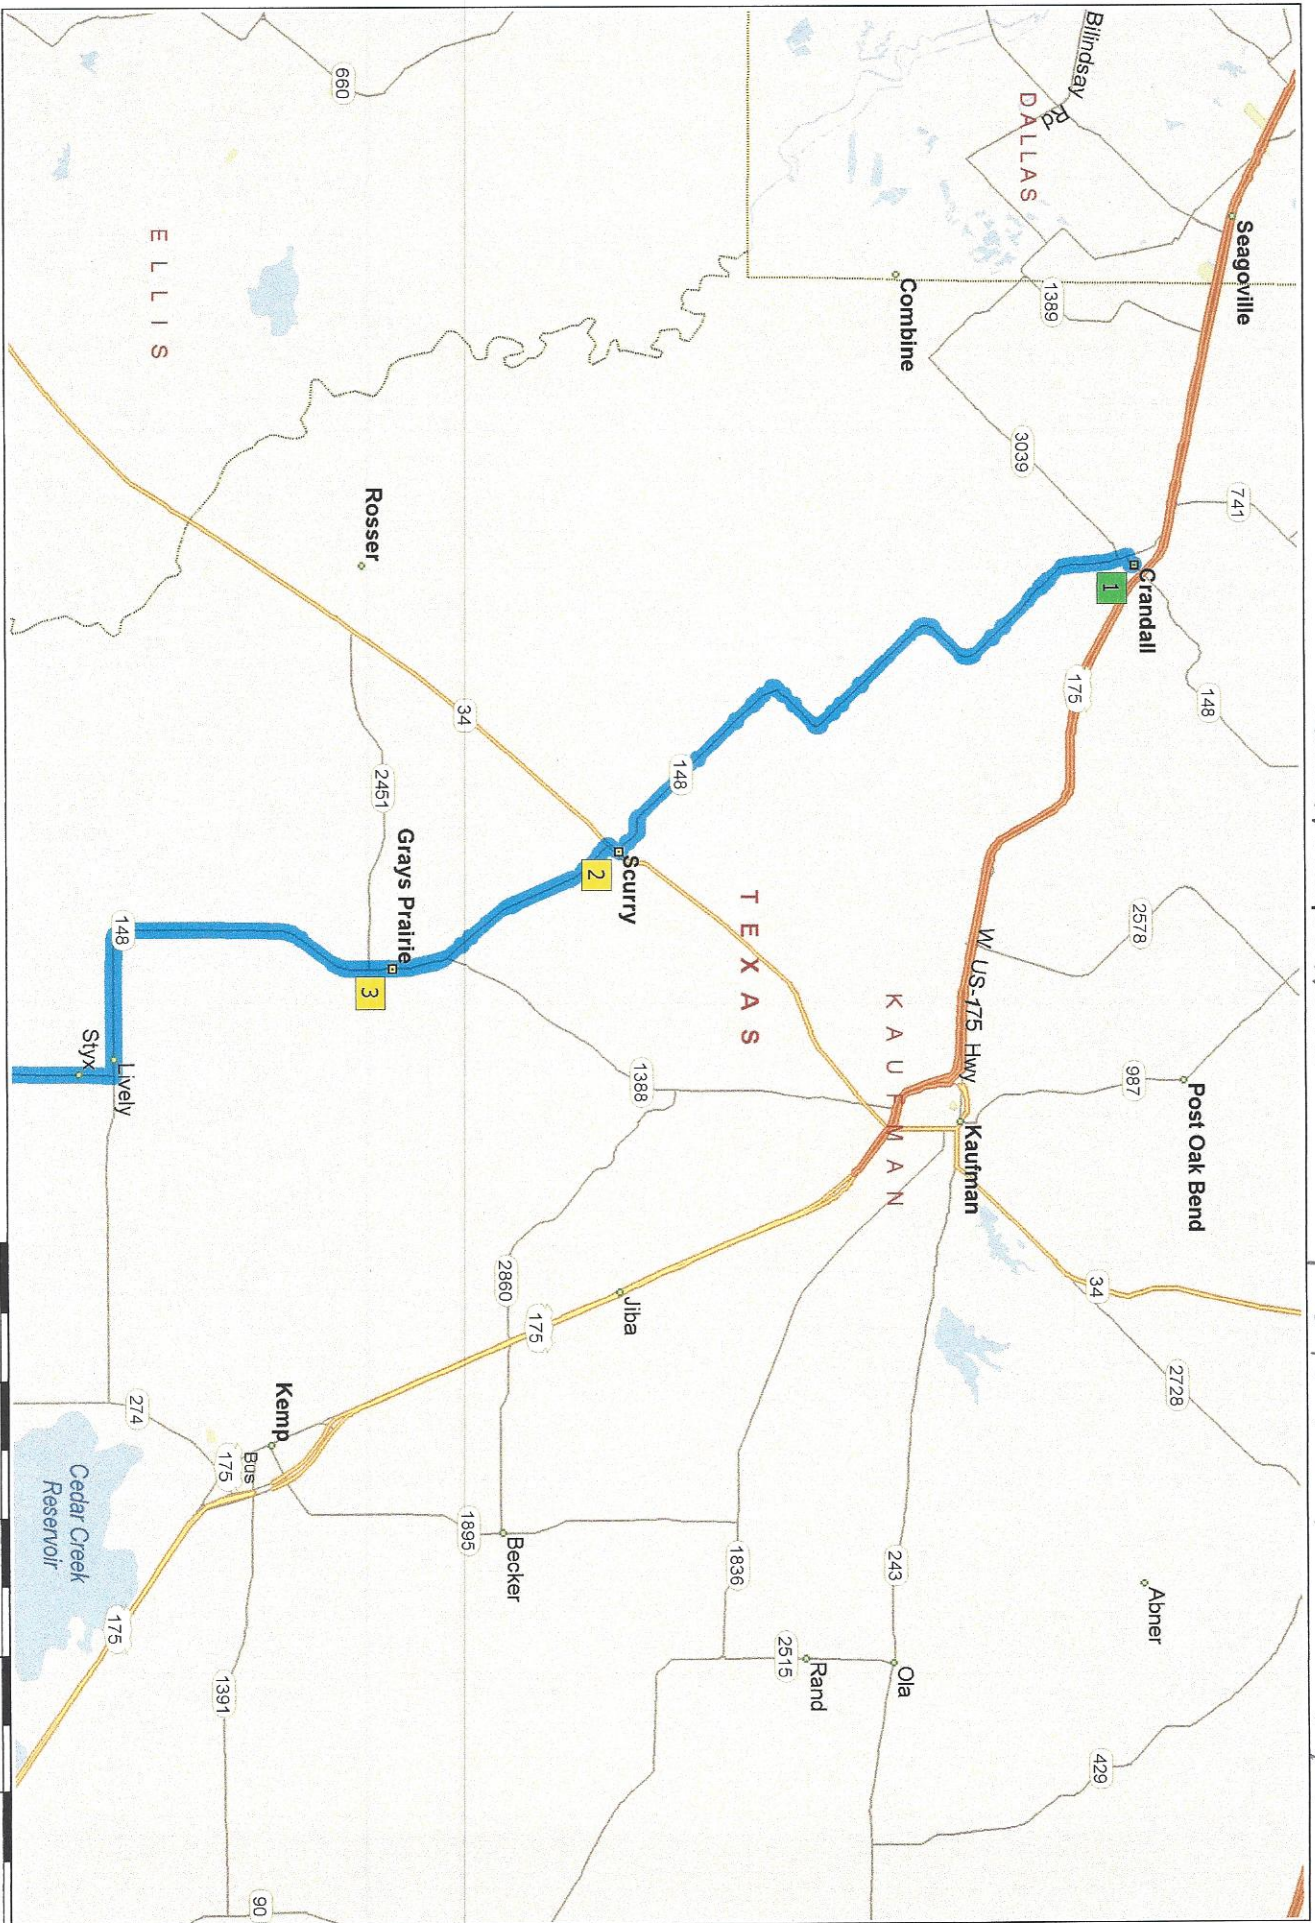 Bilindsay Rd
DALLAS
Seagoville
Combine
1389
3039
741
Crandall
1
148
175
660
ELLIS
Rosser
34
2451
148
Scurry
2
Grays Prairie
3
TEXAS
KAUFMAN
W US-175 Hwy
2578
987
Post Oak Bend
Kaufman
34
2728
1388
2860
Jiba
175
148
Lively
Styx
274
Kemp
Bus
175
Cedar Creek
Reservoir
175
1895
Becker
1836
243
Abner
Ola
Rand
2515
429
1391
90